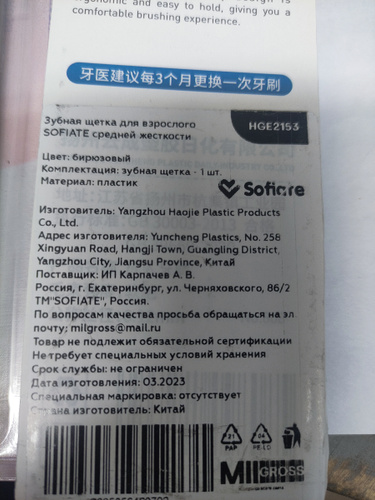 ergonomic and easy to hold, giving you a
comfortable brushing experience.
牙医建议每3个月更换一次牙刷
Зубная щетка для взрослого
SOFIATE средней жесткости
HGE2153
Цвет: бирюзовый
Комплектация: зубная щетка - 1 шт.
Материал: пластик
Sofiare
Изготовитель: Yangzhou Haojie Plastic Products
Co., Ltd.
Адрес изготовителя: Yuncheng Plastics, No. 258
Xingyuan Road, Hangji Town, Guangling District,
Yangzhou City, Jiangsu Province, Китай
Поставщик: ИП Карпачев А. В.
Россия, г. Екатеринбург, ул. Черняховского, 86/2
ТМ"SOFIATE", Россия.
По вопросам качества просьба обращаться на эл.
почту: milgross@mail.ru
Товар не подлежит обязательной сертификации
Не требует специальных условий хранения
Срок службы: не ограничен
Дата изготовления: 03.2023
Специальная маркировка: отсутствует
Страна изготовитель: Китай
21
PAP
Mil GROSS